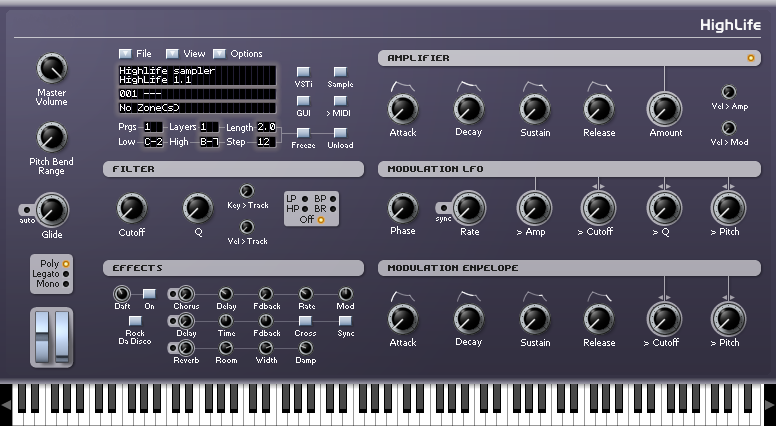 HighLife
File View Options
Highlife sampler
HighLife 1.1
001 ---
No Zone(s)
Prgs 1 Layers 1 Length 2.0
Low C-2 High B-7 Step 12
VSTi Sample
GUI > MIDI
Freeze Unload
Master
Volume
Pitch Bend
Range
auto
Glide
Poly
Legato
Mono
FILTER
Cutoff
Q
Key > Track
Vel > Track
LP BP
HP BR
Off
EFFECTS
Daft On Chorus Delay Fdback Rate Mod
Rock
Da Disco
Delay Time Fdback Cross Sync
Reverb Room Width Damp
AMPLIFIER
Attack Decay Sustain Release Amount
Vel > Amp
Vel > Mod
MODULATION LFO
Phase sync Rate > Amp > Cutoff > Q > Pitch
MODULATION ENVELOPE
Attack Decay Sustain Release > Cutoff > Pitch